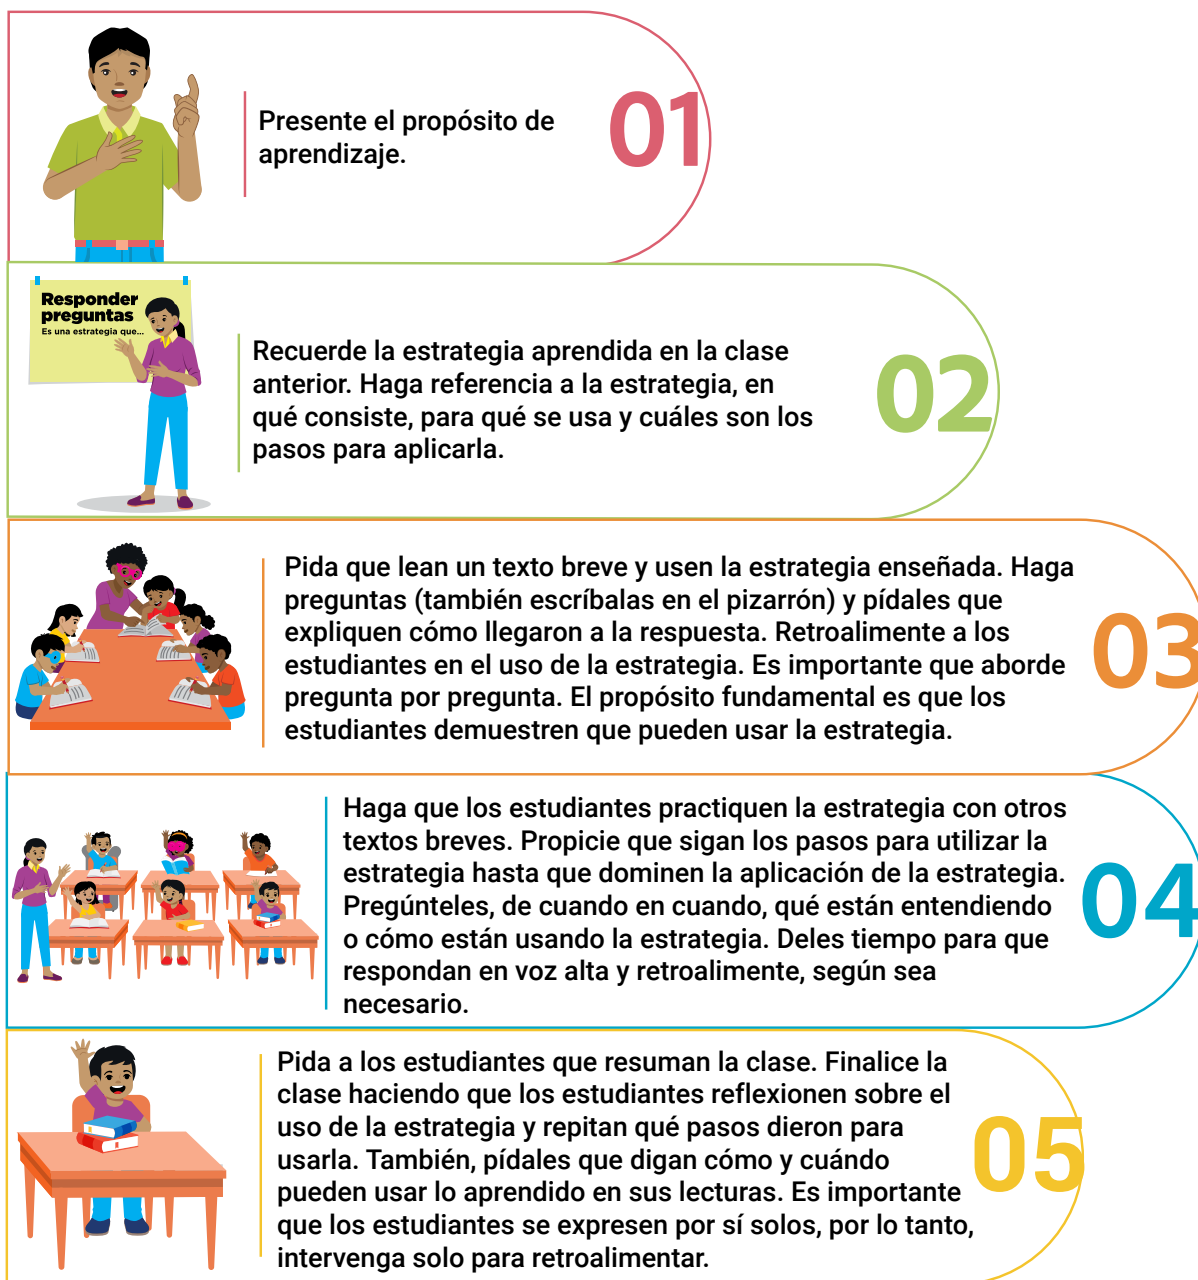 Presente el propósito de
aprendizaje.
01
Responder
preguntas
Es una estrategia que...
Recuerde la estrategia aprendida en la clase
anterior. Haga referencia a la estrategia, en
qué consiste, para qué se usa y cuáles son los
pasos para aplicarla.
02
Pida que lean un texto breve y usen la estrategia enseñada. Haga
preguntas (también escríbalas en el pizarrón) y pídales que
expliquen cómo llegaron a la respuesta. Retroalimente a los
estudiantes en el uso de la estrategia. Es importante que aborde
pregunta por pregunta. El propósito fundamental es que los
estudiantes demuestren que pueden usar la estrategia.
03
Haga que los estudiantes practiquen la estrategia con otros
textos breves. Propicie que sigan los pasos para utilizar la
estrategia hasta que dominen la aplicación de la estrategia.
Pregúnteles, de cuando en cuando, qué están entendiendo
o cómo están usando la estrategia. Deles tiempo para que
respondan en voz alta y retroalimente, según sea
necesario.
04
Pida a los estudiantes que resuman la clase. Finalice la
clase haciendo que los estudiantes reflexionen sobre el
uso de la estrategia y repitan qué pasos dieron para
usarla. También, pídales que digan cómo y cuándo
pueden usar lo aprendido en sus lecturas. Es importante
que los estudiantes se expresen por sí solos, por lo tanto,
intervenga solo para retroalimentar.
05